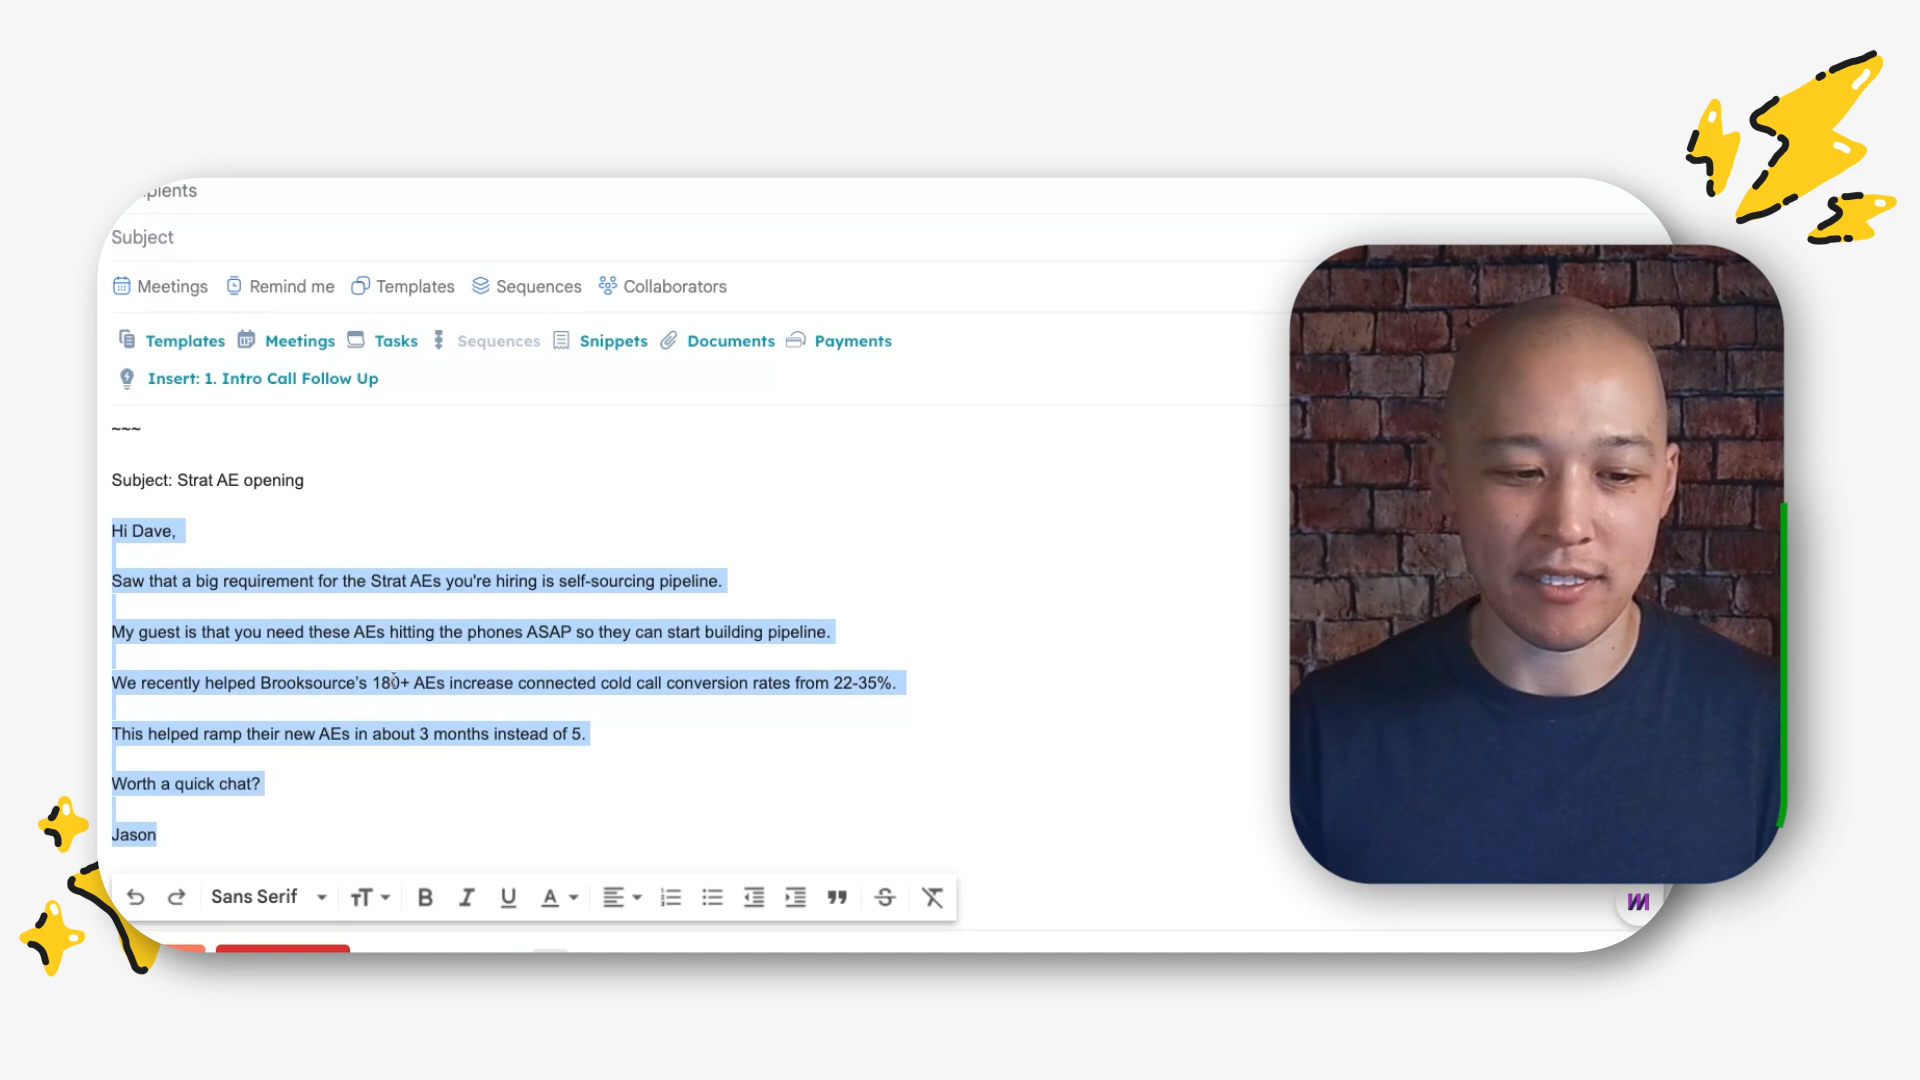 pients
Subject
Meetings Remind me Templates Sequences Collaborators
Templates Meetings Tasks Sequences Snippets Documents Payments
Insert: 1. Intro Call Follow Up
~~~
Subject: Strat AE opening
Hi Dave,
Saw that a big requirement for the Strat AEs you're hiring is self-sourcing pipeline.
My guest is that you need these AEs hitting the phones ASAP so they can start building pipeline.
We recently helped Brooksource’s 180+ AEs increase connected cold call conversion rates from 22-35%.
This helped ramp their new AEs in about 3 months instead of 5.
Worth a quick chat?
Jason
Sans Serif